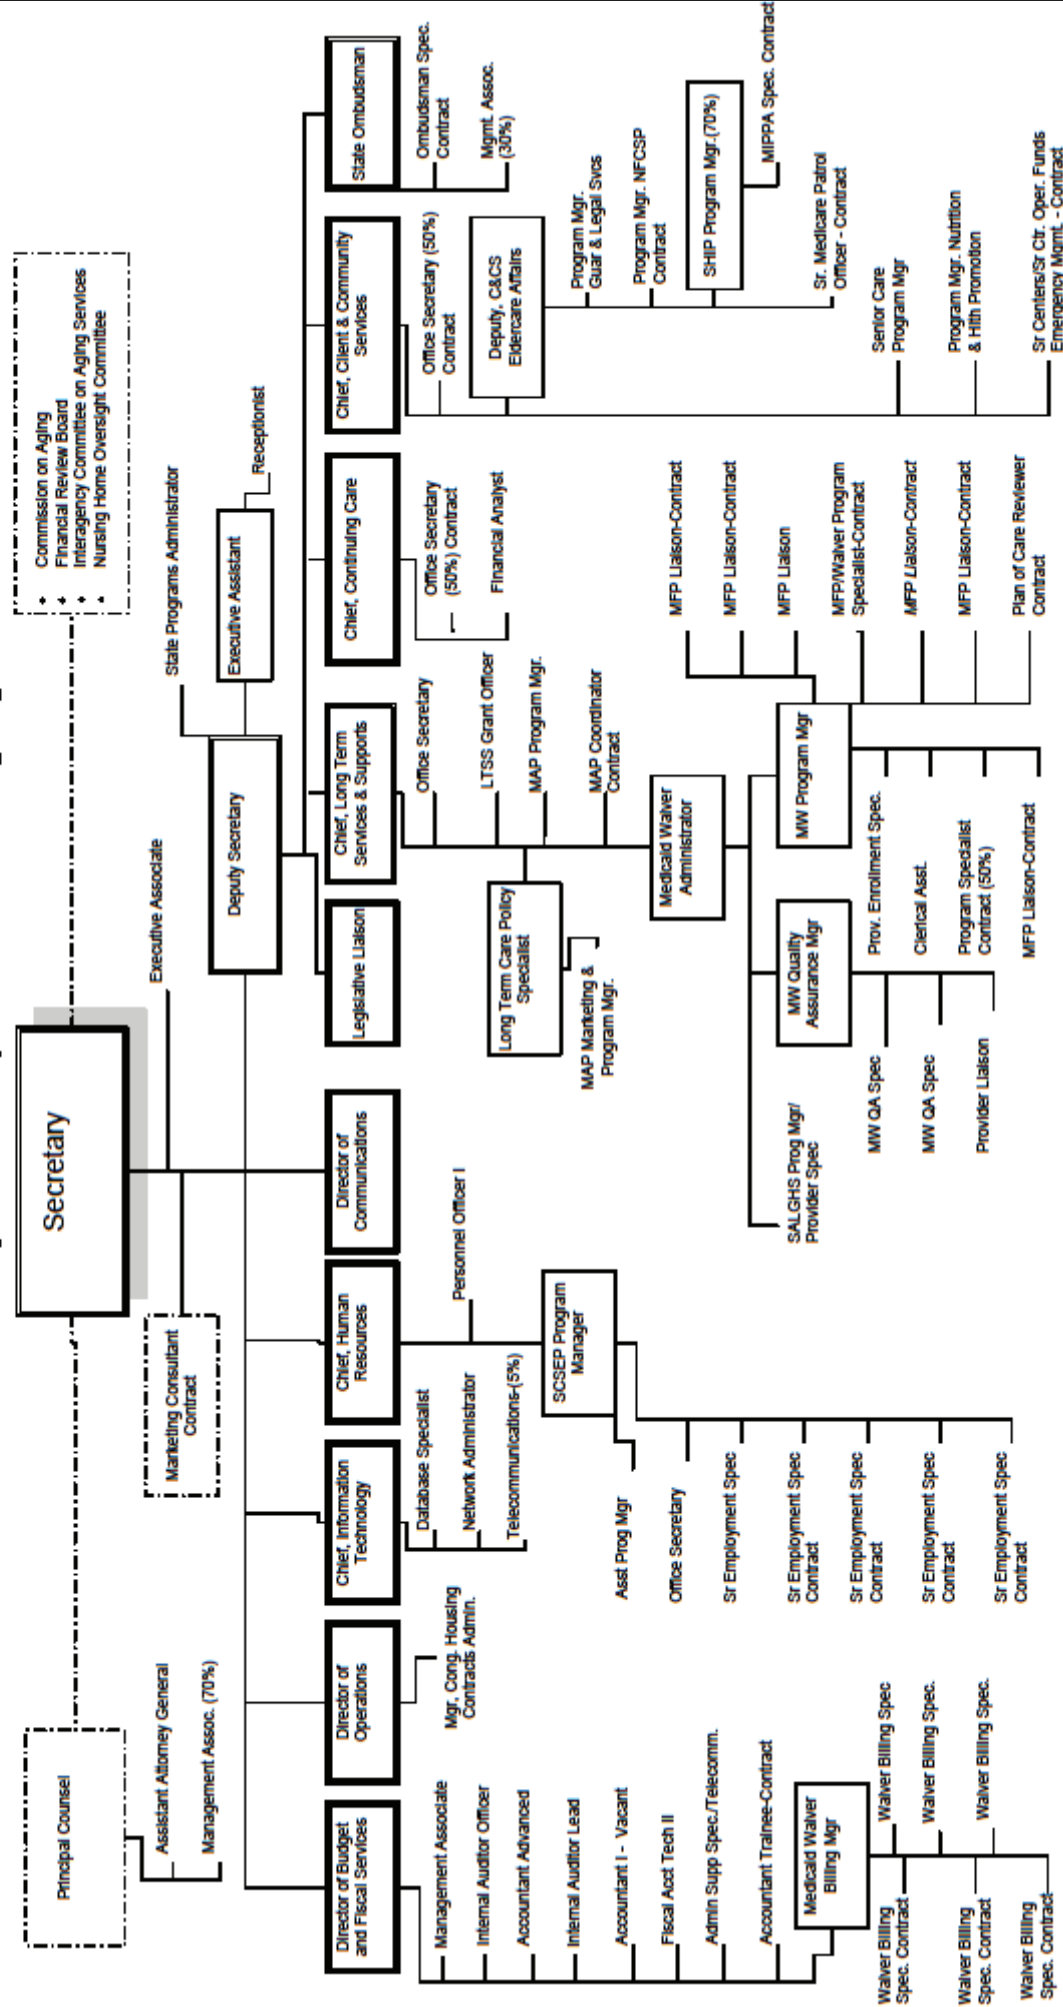 Commission on Aging
Financial Review Board
Interagency Committee on Aging Services
Nursing Home Oversight Committee
Secretary
Principal Counsel
Assistant Attorney General
Management Assoc. (70%)
Marketing Consultant
Contract
Executive Associate
State Programs Administrator
Deputy Secretary
Executive Assistant
Receptionist
Director of Budget
and Fiscal Services
Director of
Operations
Chief, Information
Technology
Chief, Human
Resources
Director of
Communications
Legislative Liaison
Chief, Long Term
Services & Supports
Chief, Continuing Care
Chief, Client & Community
Services
State Ombudsman
Management Associate
Internal Auditor Officer
Accountant Advanced
Internal Auditor Lead
Accountant I - Vacant
Fiscal Acct Tech II
Admin Supp Spec./Telecomm.
Accountant Trainee-Contract
Medicaid Waiver
Billing Mgr
Waiver Billing Spec
Waiver Billing Spec.
Waiver Billing Spec.
Waiver Billing
Spec. Contract
Waiver Billing
Spec. Contract
Waiver Billing
Spec. Contract
Mgr, Cong. Housing
Contracts Admin.
Database Specialist
Network Administrator
Telecommunications-(5%)
Personnel Officer I
SCSEP Program
Manager
Asst Prog Mgr
Office Secretary
Sr Employment Spec
Sr Employment Spec
Contract
Sr Employment Spec
Contract
Sr Employment Spec
Contract
Sr Employment Spec
Contract
Office Secretary
LTSS Grant Officer
MAP Program Mgr.
MAP Coordinator
Contract
Long Term Care Policy
Specialist
MAP Marketing &
Program Mgr.
Medicaid Waiver
Administrator
SALGHS Prog Mgr/
Provider Spec
MW Quality
Assurance Mgr
MW QA Spec
MW QA Spec
Provider Liaison
MW Program Mgr
Prov. Enrollment Spec.
Clerical Asst.
Program Specialist
Contract (50%)
MFP Liaison-Contract
MFP Liaison-Contract
MFP Liaison-Contract
MFP Liaison
MFP/Waiver Program
Specialist-Contract
MFP Liaison-Contract
MFP Liaison-Contract
Plan of Care Reviewer
Contract
Office Secretary
(50%) Contract
Financial Analyst
Office Secretary (50%)
Contract
Deputy, C&CS
Eldercare Affairs
Program Mgr.
Guar & Legal Svcs
Program Mgr. NFCSP
Contract
SHIP Program Mgr.(70%)
MIPPA Spec. Contract
Sr. Medicare Patrol
Officer - Contract
Senior Care
Program Mgr
Program Mgr. Nutrition
& Hlth Promotion
Sr Centers/Sr Ctr. Oper. Funds
Emergency Mgmt. - Contract
Ombudsman Spec.
Contract
Mgmt. Assoc.
(30%)